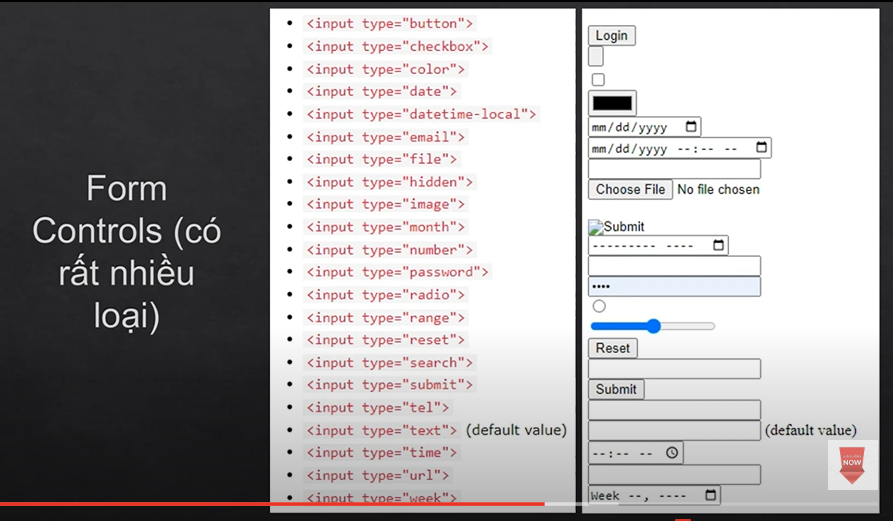 Form
Controls (có
rất nhiều
loại)
<input type="button">
<input type="checkbox">
<input type="color">
<input type="date">
<input type="datetime-local">
<input type="email">
<input type="file">
<input type="hidden">
<input type="image">
<input type="month">
<input type="number">
<input type="password">
<input type="radio">
<input type="range">
<input type="reset">
<input type="search">
<input type="submit">
<input type="tel">
<input type="text"> (default value)
<input type="time">
<input type="url">
<input type="week">
Login
mm/dd/yyyy
mm/dd/yyyy --:-- --
Choose File No file chosen
Submit
--------- ----
••••
Reset
Submit
(default value)
--:-- --
Week --, ----
NOW